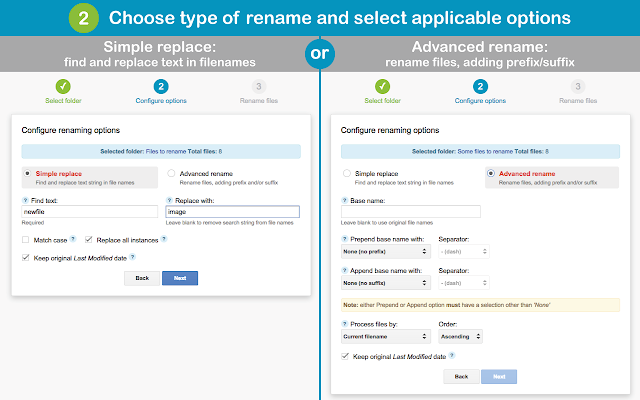 2 Choose type of rename and select applicable options
Simple replace:
find and replace text in filenames
or
Advanced rename:
rename files, adding prefix/suffix
2 3
Select folder Configure options Rename files
Configure renaming options
Selected folder: Files to rename Total files: 8
Simple replace
Find and replace text string in file names
Advanced rename
Rename files, adding prefix and/or suffix
? Find text:
newfile
Required
? Replace with:
image
Leave blank to remove search string from file names
Match case ? Replace all instances ?
Keep original Last Modified date ?
Back Next
2 3
Select folder Configure options Rename files
Configure renaming options
Selected folder: Some files to rename Total files: 8
Simple replace
Find and replace text string in file names
Advanced rename
Rename files, adding prefix and/or suffix
? Base name:
Leave blank to use original file names
? Prepend base name with: Separator:
None (no prefix) - (dash)
? Append base name with: Separator:
None (no suffix) - (dash)
Note: either Prepend or Append option must have a selection other than 'None'
? Process files by: Order:
Current filename Ascending
Keep original Last Modified date ?
Back Next